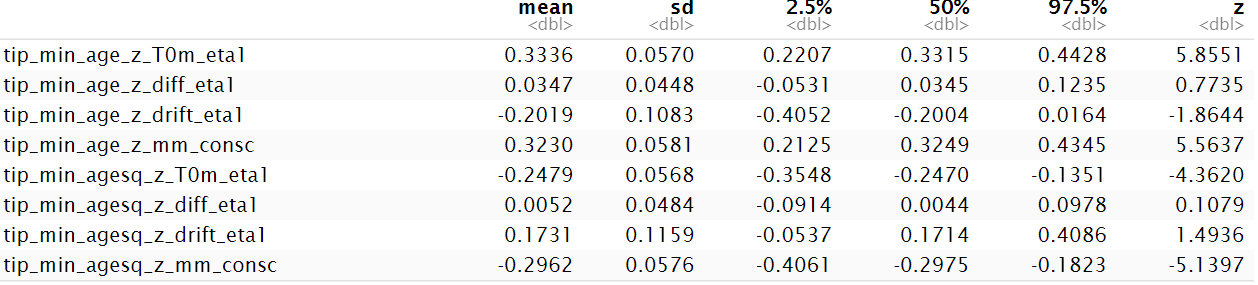 mean sd 2.5% 50% 97.5% z
<dbl> <dbl> <dbl> <dbl> <dbl> <dbl>
tip_min_age_z_T0m_eta1 0.3336 0.0570 0.2207 0.3315 0.4428 5.8551
tip_min_age_z_diff_eta1 0.0347 0.0448 -0.0531 0.0345 0.1235 0.7735
tip_min_age_z_drift_eta1 -0.2019 0.1083 -0.4052 -0.2004 0.0164 -1.8644
tip_min_age_z_mm_consc 0.3230 0.0581 0.2125 0.3249 0.4345 5.5637
tip_min_agesq_z_T0m_eta1 -0.2479 0.0568 -0.3548 -0.2470 -0.1351 -4.3620
tip_min_agesq_z_diff_eta1 0.0052 0.0484 -0.0914 0.0044 0.0978 0.1079
tip_min_agesq_z_drift_eta1 0.1731 0.1159 -0.0537 0.1714 0.4086 1.4936
tip_min_agesq_z_mm_consc -0.2962 0.0576 -0.4061 -0.2975 -0.1823 -5.1397